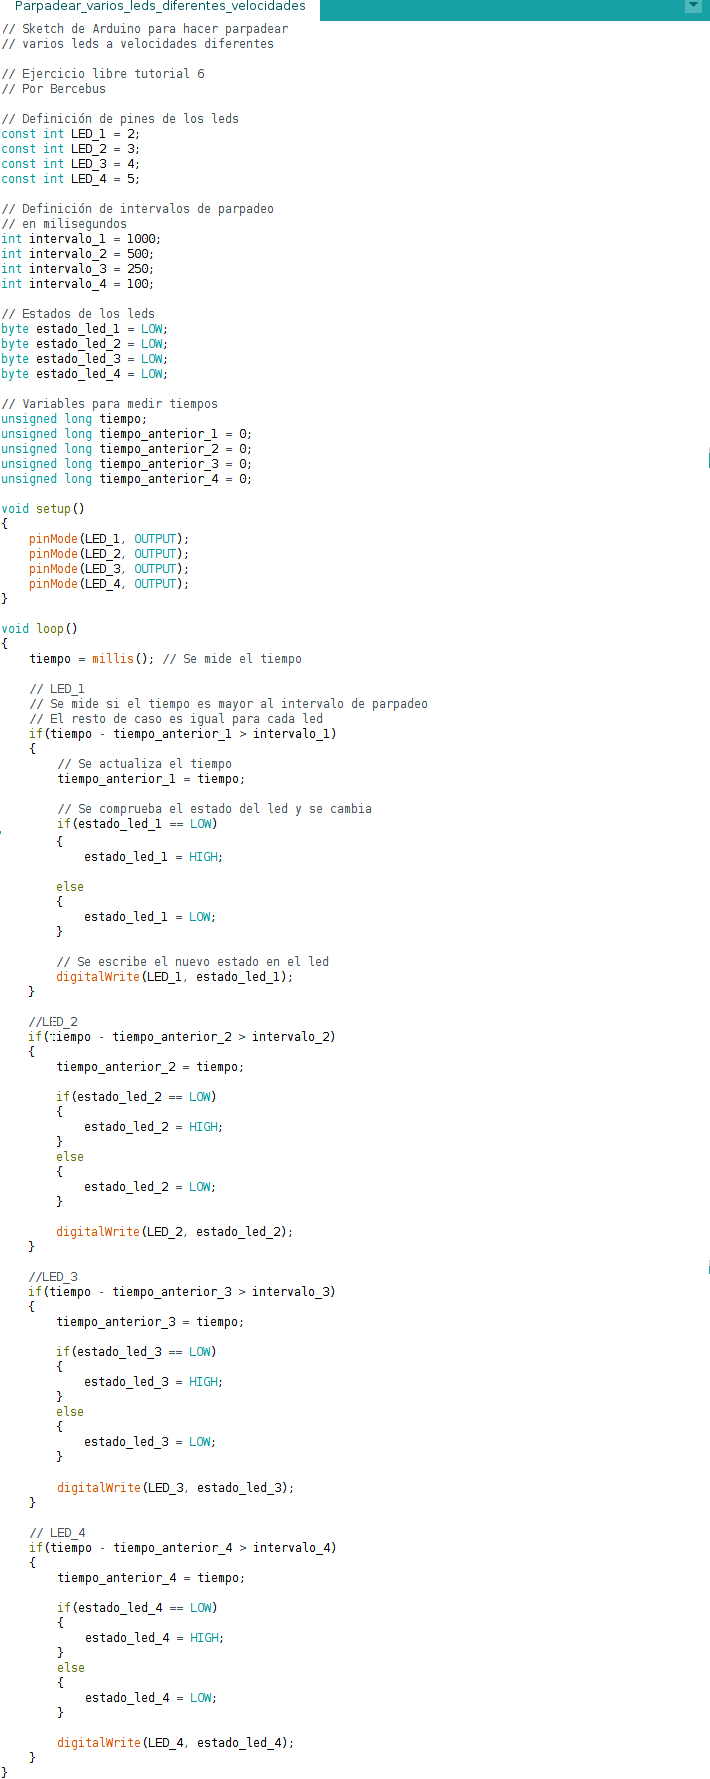 Parpadear_varios_leds_diferentes_velocidades
// Sketch de Arduino para hacer parpadear
// varios leds a velocidades diferentes
// Ejercicio libre tutorial 6
// Por Bercebus
// Definición de pines de los leds
const int LED_1 = 2;
const int LED_2 = 3;
const int LED_3 = 4;
const int LED_4 = 5;
// Definición de intervalos de parpadeo
// en milisegundos
int intervalo_1 = 1000;
int intervalo_2 = 500;
int intervalo_3 = 250;
int intervalo_4 = 100;
// Estados de los leds
byte estado_led_1 = LOW;
byte estado_led_2 = LOW;
byte estado_led_3 = LOW;
byte estado_led_4 = LOW;
// Variables para medir tiempos
unsigned long tiempo;
unsigned long tiempo_anterior_1 = 0;
unsigned long tiempo_anterior_2 = 0;
unsigned long tiempo_anterior_3 = 0;
unsigned long tiempo_anterior_4 = 0;
void setup()
{
pinMode(LED_1, OUTPUT);
pinMode(LED_2, OUTPUT);
pinMode(LED_3, OUTPUT);
pinMode(LED_4, OUTPUT);
}
void loop()
{
tiempo = millis(); // Se mide el tiempo
// LED_1
// Se mide si el tiempo es mayor al intervalo de parpadeo
// El resto de caso es igual para cada led
if(tiempo - tiempo_anterior_1 > intervalo_1)
{
// Se actualiza el tiempo
tiempo_anterior_1 = tiempo;
// Se comprueba el estado del led y se cambia
if(estado_led_1 == LOW)
{
estado_led_1 = HIGH;
else
{
estado_led_1 = LOW;
}
// Se escribe el nuevo estado en el led
digitalWrite(LED_1, estado_led_1);
}
//LED_2
if(tiempo - tiempo_anterior_2 > intervalo_2)
{
tiempo_anterior_2 = tiempo;
if(estado_led_2 == LOW)
{
estado_led_2 = HIGH;
}
else
{
estado_led_2 = LOW;
}
digitalWrite(LED_2, estado_led_2);
}
//LED_3
if(tiempo - tiempo_anterior_3 > intervalo_3)
{
tiempo_anterior_3 = tiempo;
if(estado_led_3 == LOW)
{
estado_led_3 = HIGH;
}
else
{
estado_led_3 = LOW;
}
digitalWrite(LED_3, estado_led_3);
}
// LED_4
if(tiempo - tiempo_anterior_4 > intervalo_4)
{
tiempo_anterior_4 = tiempo;
if(estado_led_4 == LOW)
{
estado_led_4 = HIGH;
}
else
{
estado_led_4 = LOW;
}
digitalWrite(LED_4, estado_led_4);
}
}